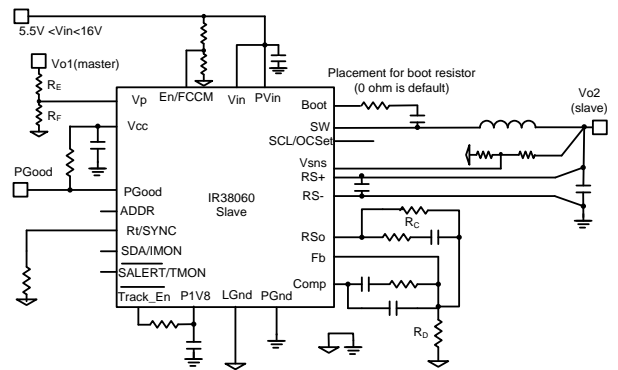 5.5V <Vin<16V
Vo1(master)
RE
RF
Vp
En/FCCM
Vin
PVin
Placement for boot resistor
(0 ohm is default)
Boot
Vo2
(slave)
SW
SCL/OCSet
Vcc
Vsns
RS+
RS-
PGood
PGood
IR38060
Slave
ADDR
Rt/SYNC
RSo
RC
SDA/IMON
Fb
SALERT/TMON
Comp
Track_En
P1V8
LGnd
PGnd
RD